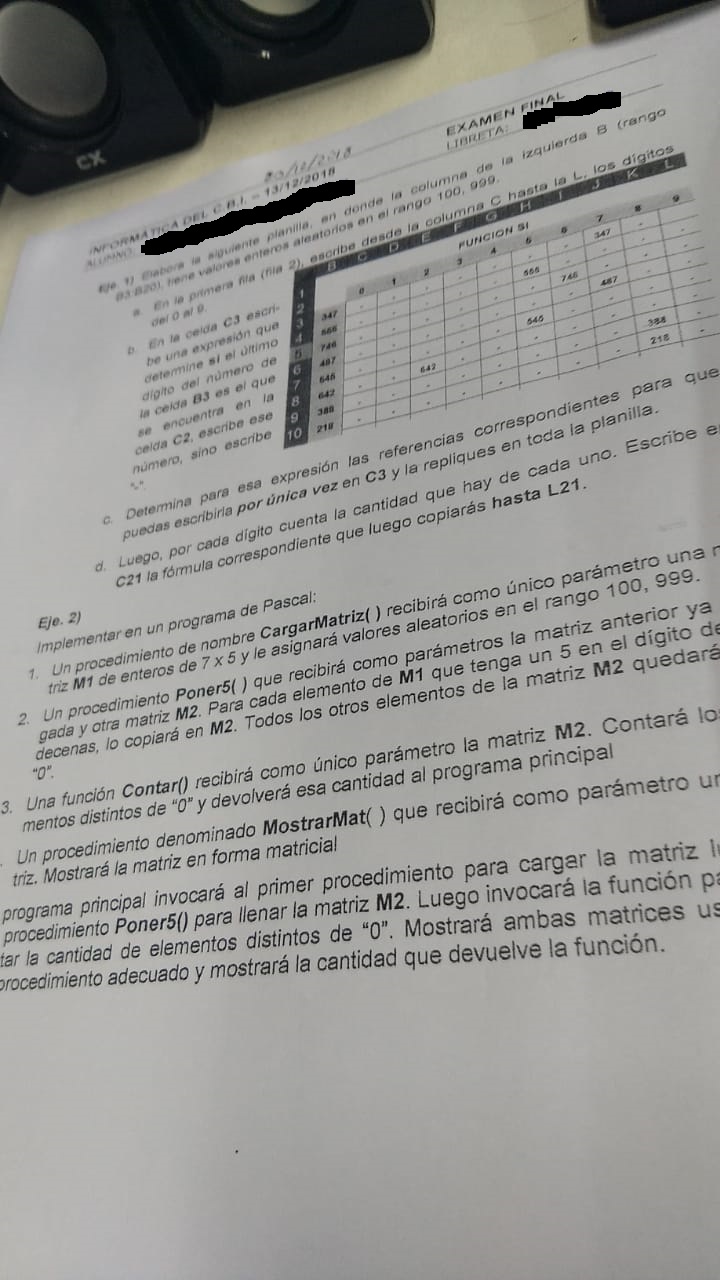 CX
EXAMEN FINAL
LIBRETA:
INFORMÁTICA DEL C.B.I. – 13/12/2018
ALUMNO:
Eje. 1) Elabora la siguiente planilla, en donde la columna de la izquierda B (rango
B3:B20), tiene valores enteros aleatorios en el rango 100, 999.
a. En la primera fila (fila 2), escribe desde la columna C hasta la L, los dígitos
del 0 al 9.
b. En la celda C3 escri-
be una expresión que
determine si el último
dígito del número de
la celda B3 es el que
se encuentra en la
celda C2, escribe ese
número, sino escribe
"-".
B C D E F G H I J K L
1 FUNCION SI
2 0 1 2 3 4 5 6 7 8 9
3 347 - - - - - - - 347 - -
4 565 - - - - - 565 - - - -
5 746 - - - - - - 746 - - -
6 487 - - - - - - - 487 - -
7 545 - - - - - 545 - - - -
8 642 - - 642 - - - - - - -
9 388 - - - - - - - - 388 -
10 218 - - - - - - - - 218 -
c. Determina para esa expresión las referencias correspondientes para que
puedas escribirla por única vez en C3 y la repliques en toda la planilla.
d. Luego, por cada dígito cuenta la cantidad que hay de cada uno. Escribe
C21 la fórmula correspondiente que luego copiarás hasta L21.
Eje. 2)
Implementar en un programa de Pascal:
1. Un procedimiento de nombre CargarMatriz( ) recibirá como único parámetro una
triz M1 de enteros de 7 x 5 y le asignará valores aleatorios en el rango 100, 999.
2. Un procedimiento Poner5( ) que recibirá como parámetros la matriz anterior ya
gada y otra matriz M2. Para cada elemento de M1 que tenga un 5 en el dígito de
decenas, lo copiará en M2. Todos los otros elementos de la matriz M2 quedará
"0".
3. Una función Contar() recibirá como único parámetro la matriz M2. Contará lo
mentos distintos de "0" y devolverá esa cantidad al programa principal
. Un procedimiento denominado MostrarMat( ) que recibirá como parámetro
triz. Mostrará la matriz en forma matricial
programa principal invocará al primer procedimiento para cargar la matriz
procedimiento Poner5() para llenar la matriz M2. Luego invocará la función pa
tar la cantidad de elementos distintos de "0". Mostrará ambas matrices us
procedimiento adecuado y mostrará la cantidad que devuelve la función.